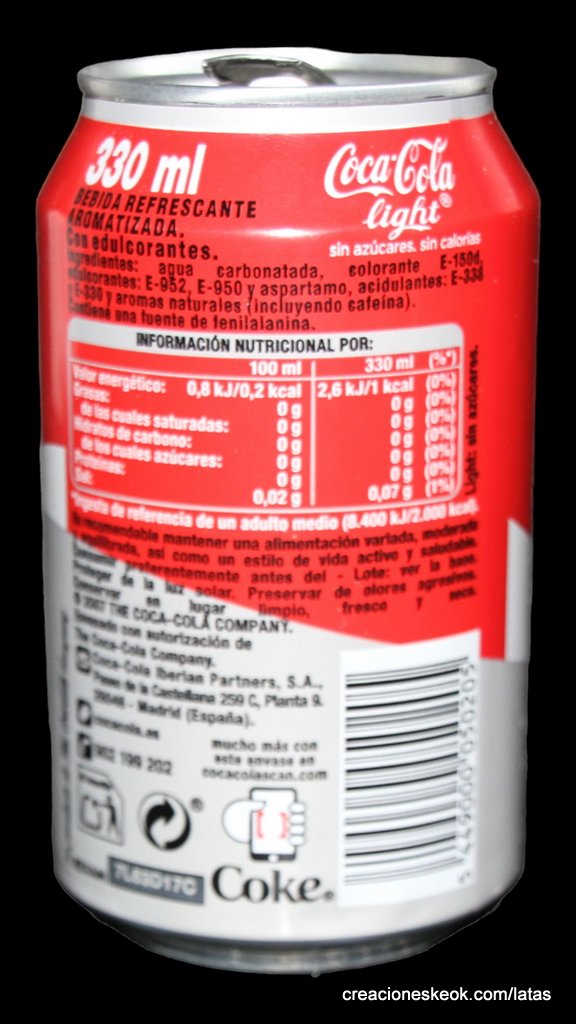 330 ml
Coca-Cola
light®
sin azúcares, sin calorías
BEBIDA REFRESCANTE
AROMATIZADA.
Con edulcorantes.
Ingredientes: agua carbonatada, colorante E-150d,
edulcorantes: E-952, E-950 y aspartamo, acidulantes: E-338
y E-330 y aromas naturales (incluyendo cafeína).
Contiene una fuente de fenilalanina.
INFORMACIÓN NUTRICIONAL POR:
100 ml 330 ml (%*)
Valor energético: 0,8 kJ/0,2 kcal 2,6 kJ/1 kcal (0%)
Grasas: 0 g 0 g (0%)
de las cuales saturadas: 0 g 0 g (0%)
Hidratos de carbono: 0 g 0 g (0%)
de los cuales azúcares: 0 g 0 g (0%)
Proteínas: 0 g 0 g (0%)
Sal: 0,02 g 0,07 g (1%)
Light: sin azúcares.
*Ingesta de referencia de un adulto medio (8.400 kJ/2.000 kcal).
Es recomendable mantener una alimentación variada, moderada
y equilibrada, así como un estilo de vida activo y saludable.
Consumir preferentemente antes del - Lote: ver la base.
Proteger de la luz solar. Preservar de olores agresivos.
Conservar en lugar limpio, fresco y seco.
© 2007 THE COCA-COLA COMPANY.
Envasado con autorización de
The Coca-Cola Company.
Coca-Cola Iberian Partners, S.A.,
Paseo de la Castellana 259 C, Planta 9.
28046 - Madrid (España).
cocacola.es
902 199 202
mucho más con
este envase en
cocacolascan.com
®
7L83D17C
Coke®
5 449000 050205
creacioneskeok.com/latas